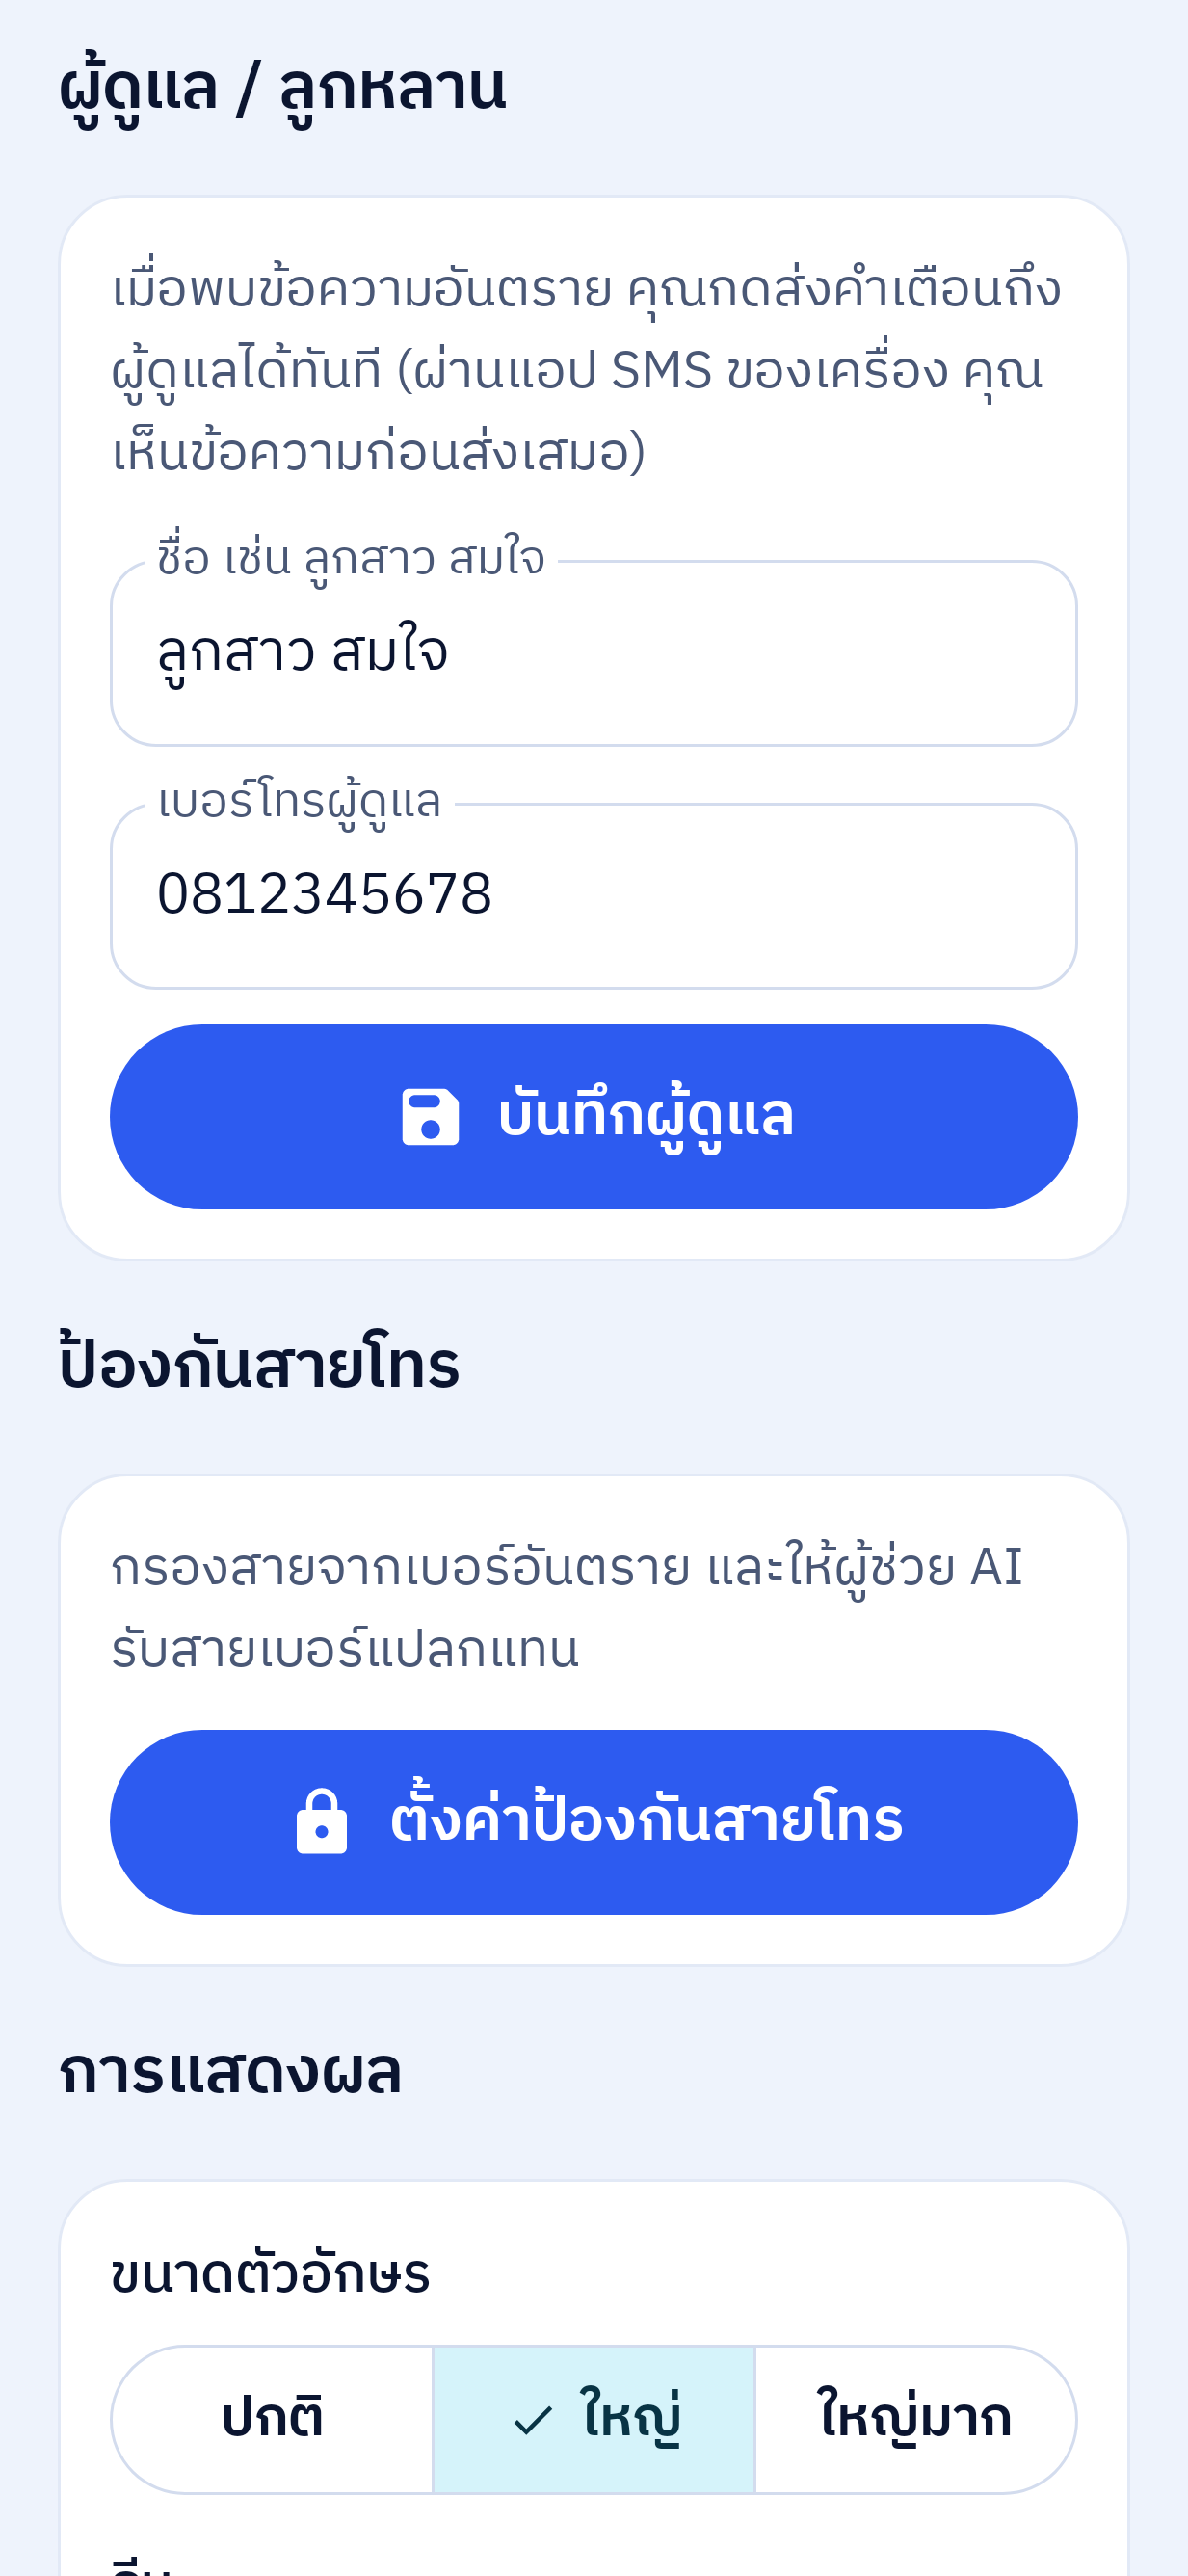 ผู้ดูแล / ลูกหลาน
เมื่อพบข้อความอันตราย คุณกดส่งคำเตือนถึง
ผู้ดูแลได้ทันที (ผ่านแอป SMS ของเครื่อง คุณ
เห็นข้อความก่อนส่งเสมอ)
ชื่อ เช่น ลูกสาว สมใจ
ลูกสาว สมใจ
เบอร์โทรผู้ดูแล
0812345678
บันทึกผู้ดูแล
ป้องกันสายโทร
กรองสายจากเบอร์อันตราย และให้ผู้ช่วย AI
รับสายเบอร์แปลกแทน
ตั้งค่าป้องกันสายโทร
การแสดงผล
ขนาดตัวอักษร
ปกติ
ใหญ่
ใหญ่มาก